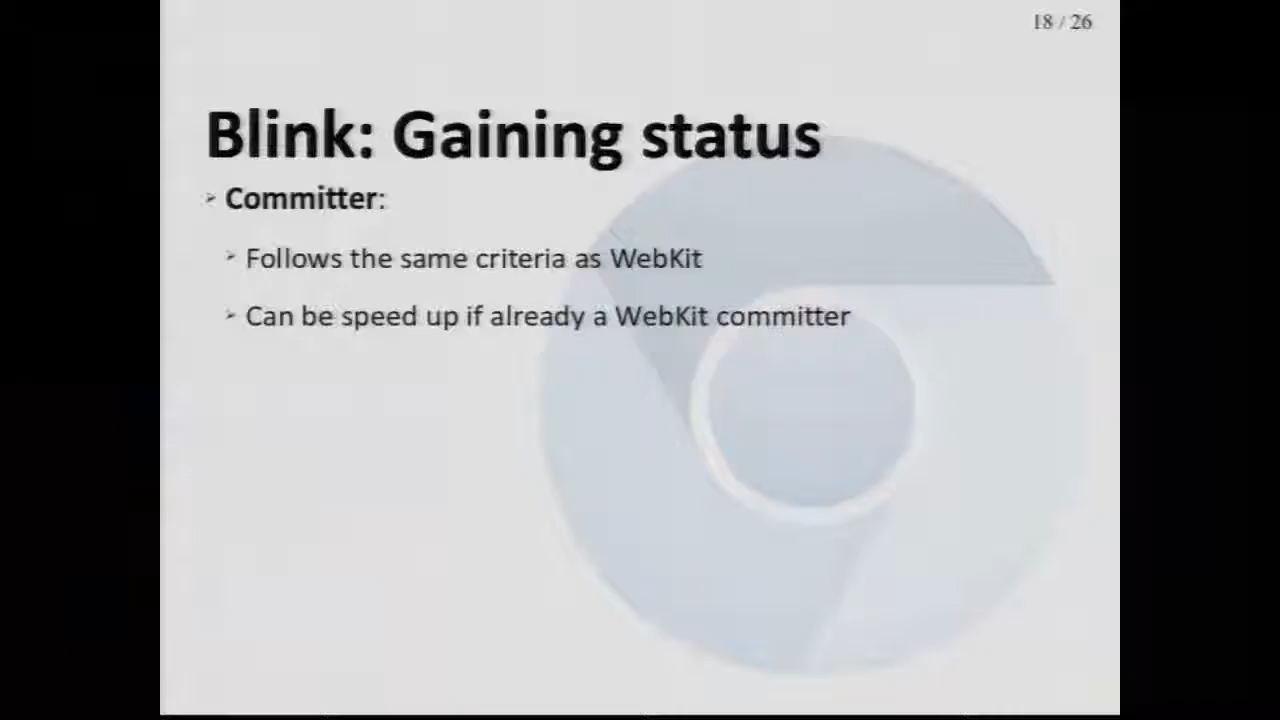 18 / 26
Blink: Gaining status
Committer:
Follows the same criteria as WebKit
Can be speed up if already a WebKit committer